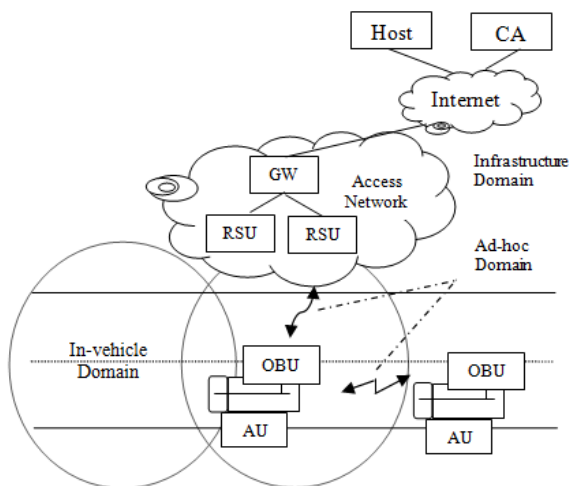 Host
CA
Internet
Infrastructure
Domain
GW
Access
Network
RSU
RSU
Ad-hoc
Domain
In-vehicle
Domain
OBU
OBU
AU
AU